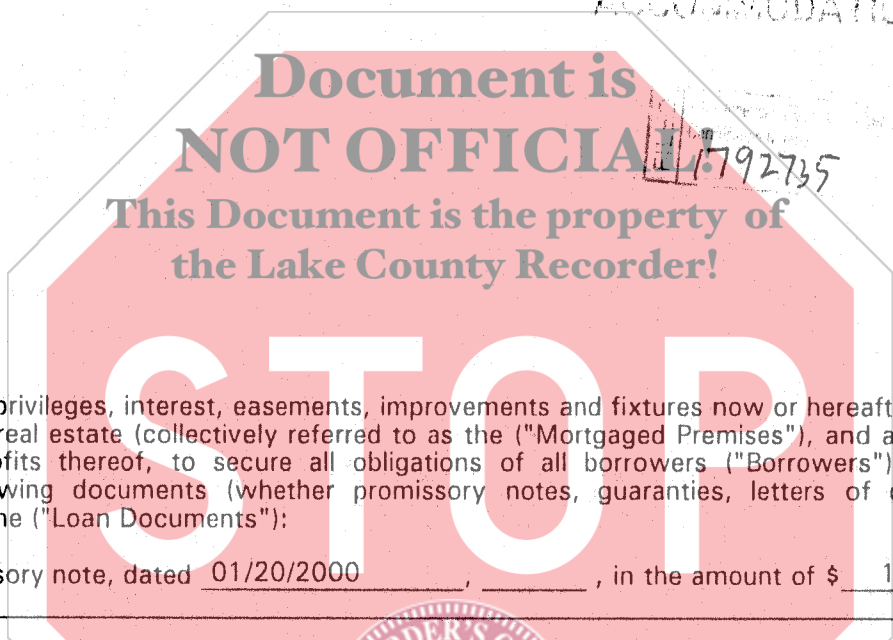 Document is
NOT OFFICIAL!
1792735
This Document is the property of
the Lake County Recorder!
STOP
privileges, interest, easements, improvements and fixtures now or hereaft
real estate (collectively referred to as the ("Mortgaged Premises"), and a
fits thereof, to secure all obligations of all borrowers ("Borrowers")
wing documents (whether promissory notes, guaranties, letters of
ne ("Loan Documents"):
sory note, dated 01/20/2000 , , in the amount of $ 1
DER'S